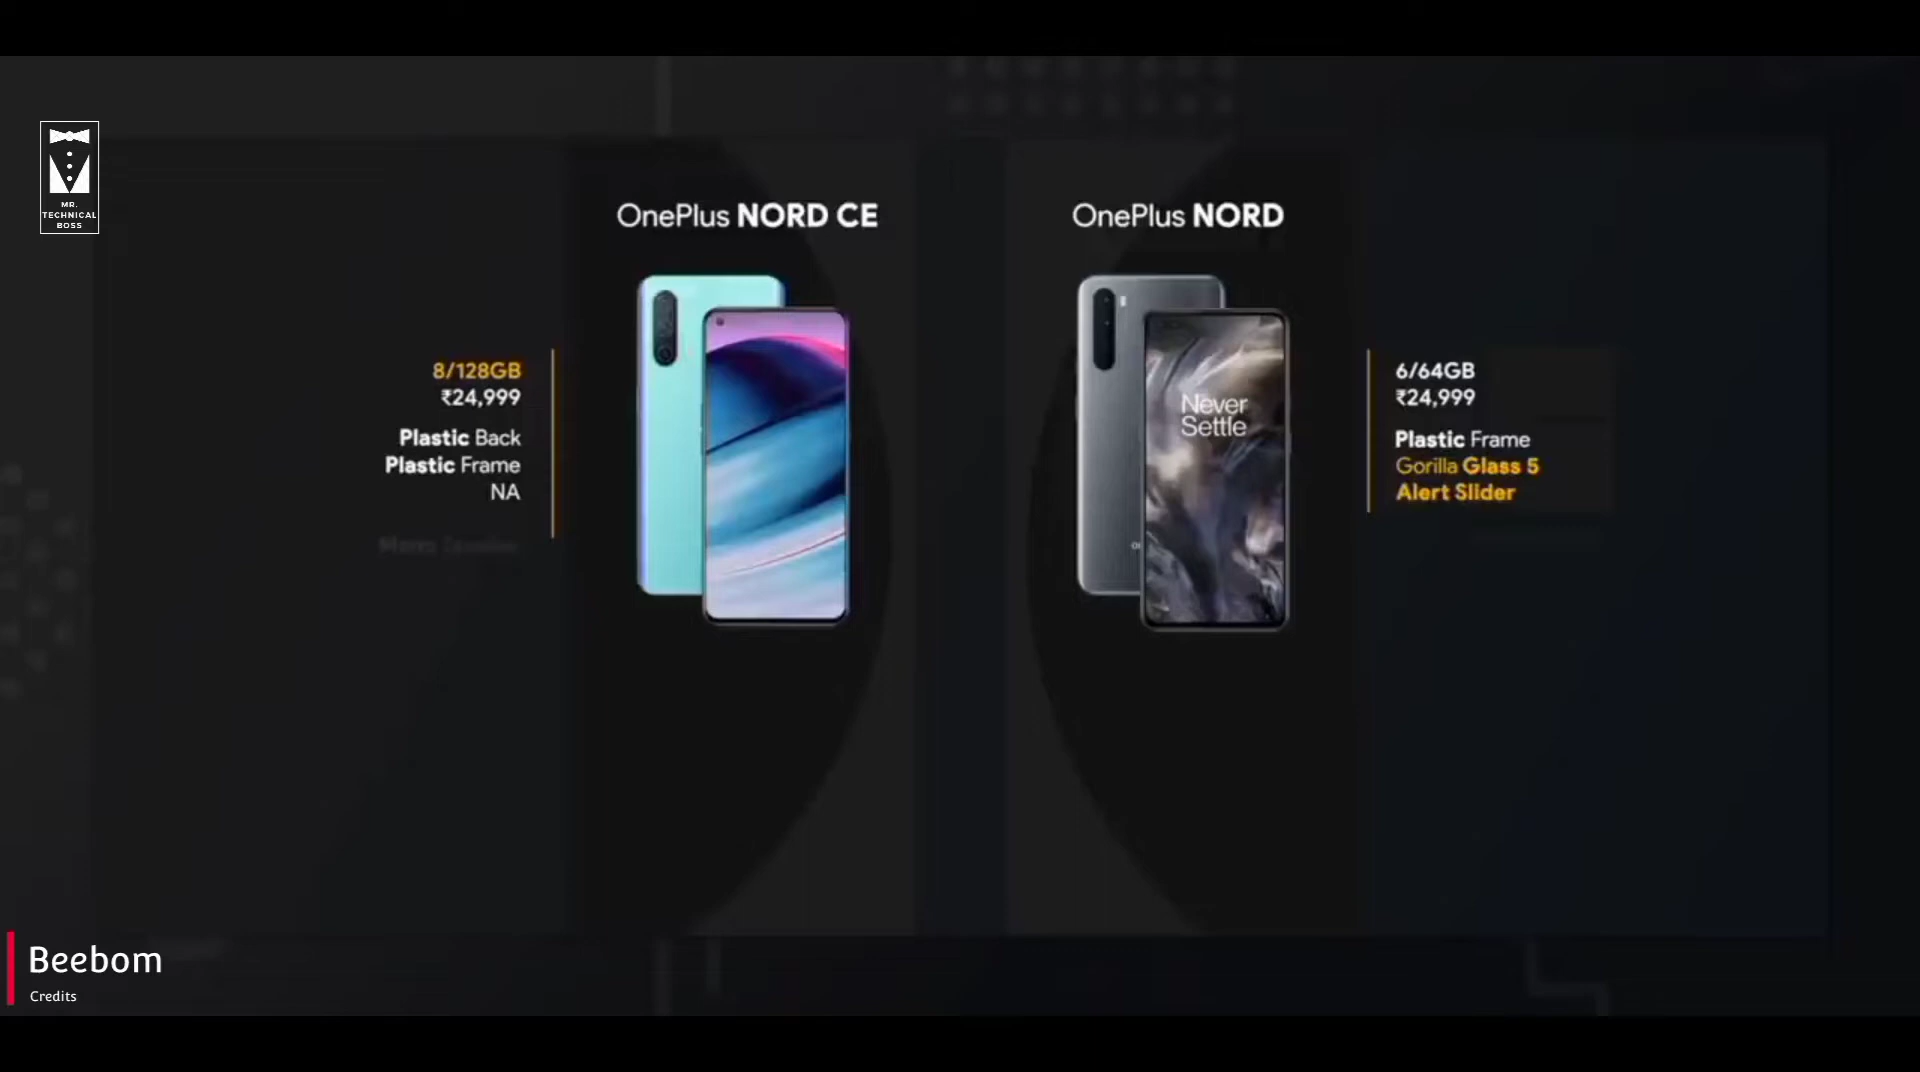 MR.
TECHNICAL
BOSS
OnePlus NORD CE
OnePlus NORD
8/128GB
₹24,999
Plastic Back
Plastic Frame
NA
Never
Settle
6/64GB
₹24,999
Plastic Frame
Gorilla Glass 5
Alert Slider
Beebom
Credits